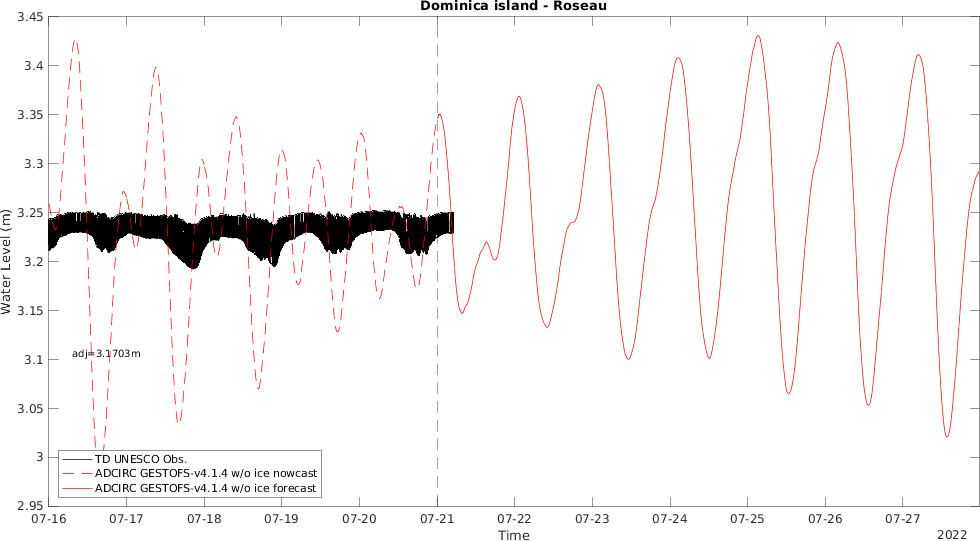 Dominica island - Roseau
3.45
3.4
3.35
3.3
3.25
3.2
3.15
3.1
3.05
3
2.95
Water Level (m)
adj=3.1703m
TD UNESCO Obs.
ADCIRC GESTOFS-v4.1.4 w/o ice nowcast
ADCIRC GESTOFS-v4.1.4 w/o ice forecast
07-16 07-17 07-18 07-19 07-20 07-21 07-22 07-23 07-24 07-25 07-26 07-27
Time
2022